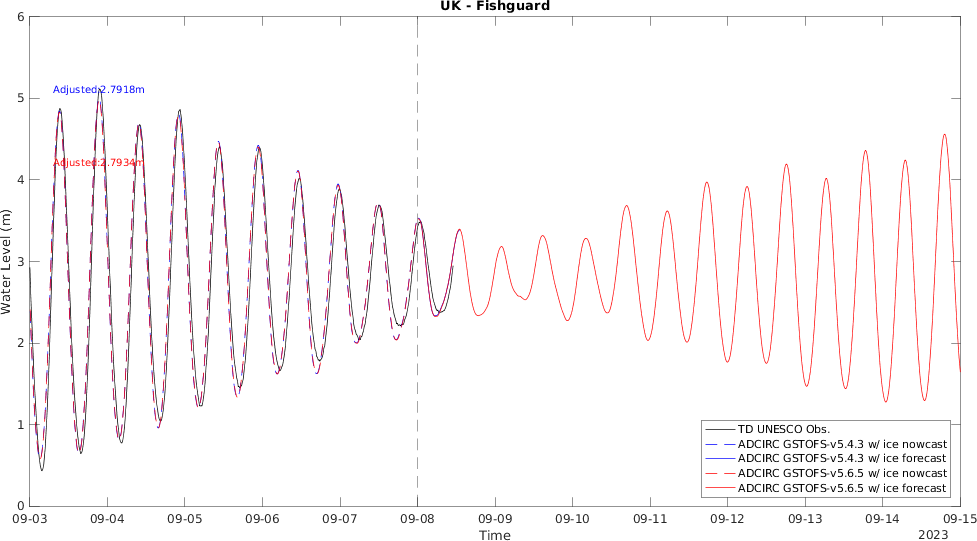 UK - Fishguard
6
5
4
3
2
1
0
Water Level (m)
Adjusted:2.7918m
Adjusted:2.7934m
TD UNESCO Obs.
ADCIRC GSTOFS-v5.4.3 w/ ice nowcast
ADCIRC GSTOFS-v5.4.3 w/ ice forecast
ADCIRC GSTOFS-v5.6.5 w/ ice nowcast
ADCIRC GSTOFS-v5.6.5 w/ ice forecast
09-03 09-04 09-05 09-06 09-07 09-08 09-09 09-10 09-11 09-12 09-13 09-14 09-15
Time
2023